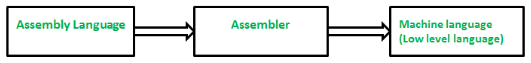 Assembly Language
Assembler
Machine language
(Low level language)